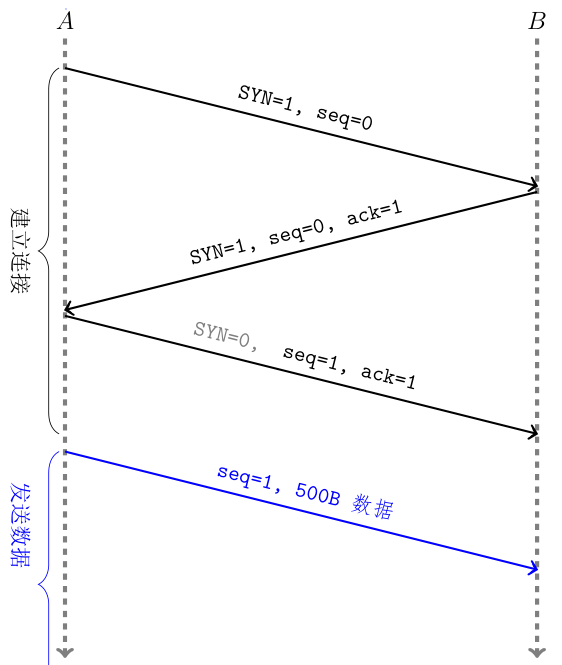 A
B
SYN=1, seq=0
SYN=1, seq=0, ack=1
SYN=0, seq=1, ack=1
建立连接
seq=1, 500B 数据
发送数据